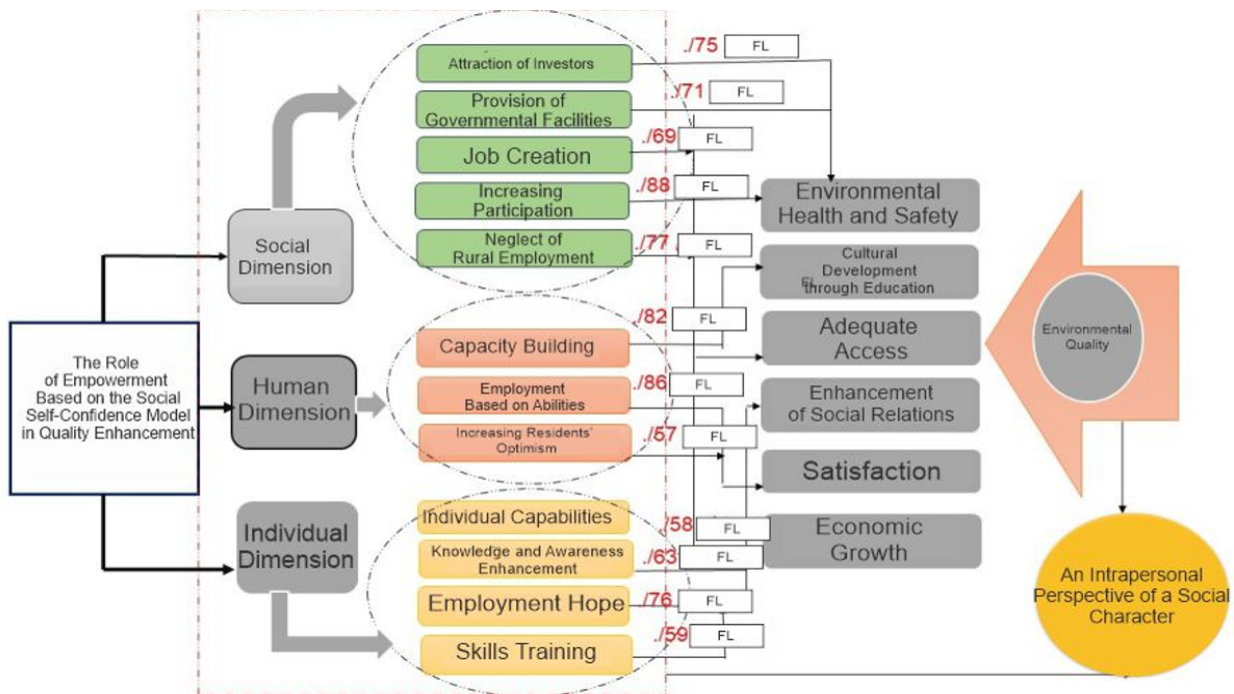 ./75 FL
Attraction of Investors
./71 FL
Provision of
Governmental Facilities
./69 FL
Job Creation
./88 FL
Increasing
Participation
./77 FL
Neglect of
Rural Employment
Social
Dimension
The Role
of Empowerment
Based on the Social
Self-Confidence Model
in Quality Enhancement
Human
Dimension
./82 FL
Capacity Building
./86 FL
Employment
Based on Abilities
./57 FL
Increasing Residents'
Optimism
Individual
Dimension
Individual Capabilities
./58 FL
Knowledge and Awareness
Enhancement
./63 FL
Employment Hope
./76 FL
Skills Training
./59 FL
Environmental
Health and Safety
Cultural
Development
through Education
FL
Adequate
Access
Enhancement
of Social Relations
Satisfaction
Economic
Growth
Environmental
Quality
An Intrapersonal
Perspective of a Social
Character